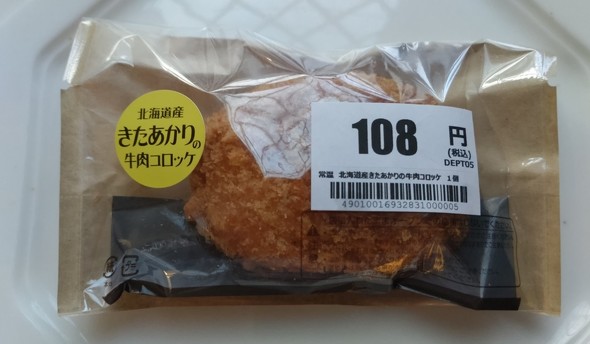 北海道産
きたあかりの
牛肉コロッケ
108 円
(税込)
DEPT05
常温 北海道産きたあかりの牛肉コロッケ 1個
4901001693283100005